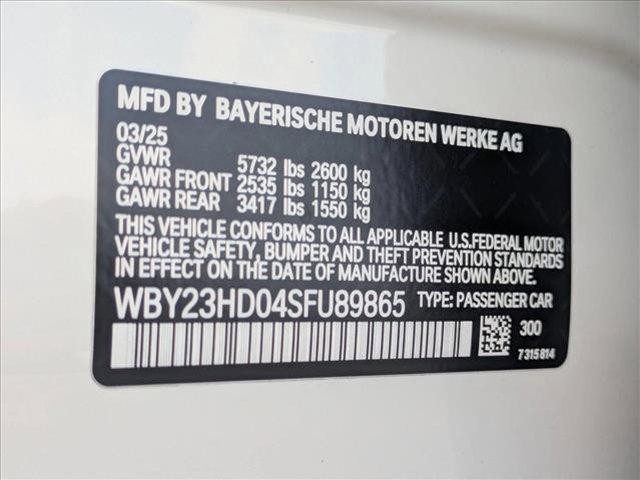 MFD BY BAYERISCHE MOTOREN WERKE AG
03/25
GVWR 5732 lbs 2600 kg
GAWR FRONT 2535 lbs 1150 kg
GAWR REAR 3417 lbs 1550 kg
THIS VEHICLE CONFORMS TO ALL APPLICABLE U.S.FEDERAL MOTOR
VEHICLE SAFETY, BUMPER AND THEFT PREVENTION STANDARDS
IN EFFECT ON THE DATE OF MANUFACTURE SHOWN ABOVE.
WBY23HD04SFU89865 TYPE: PASSENGER CAR
300
7315814